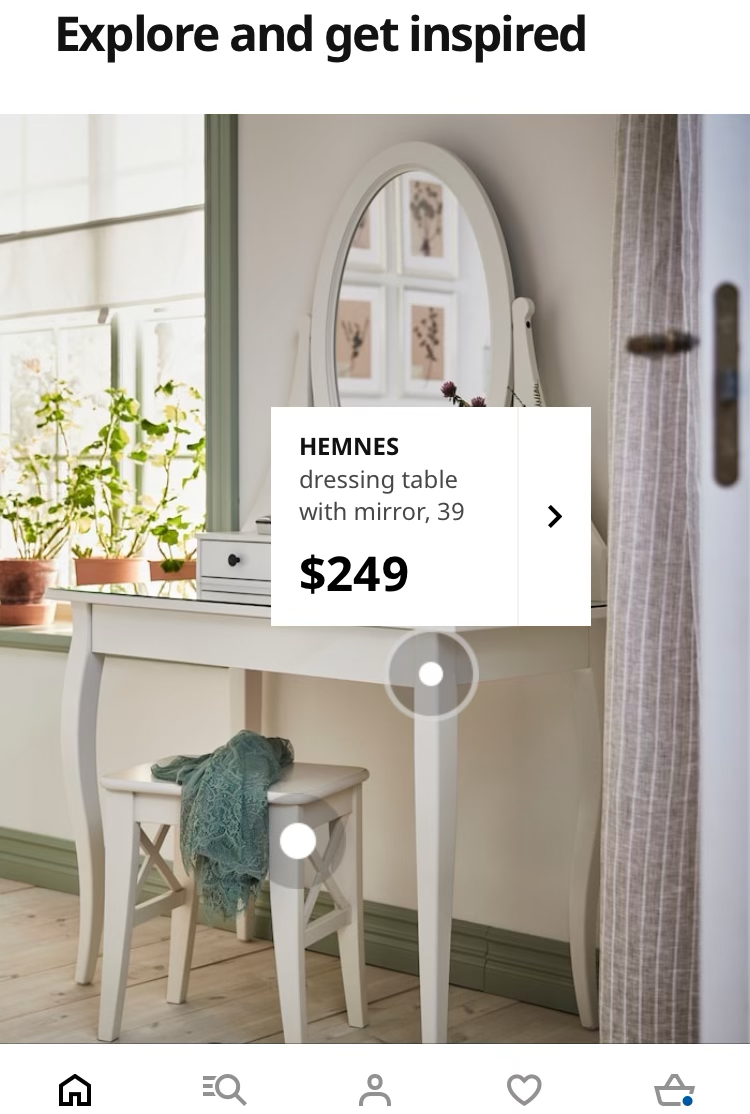 Explore and get inspired
HEMNES
dressing table
with mirror, 39
$249